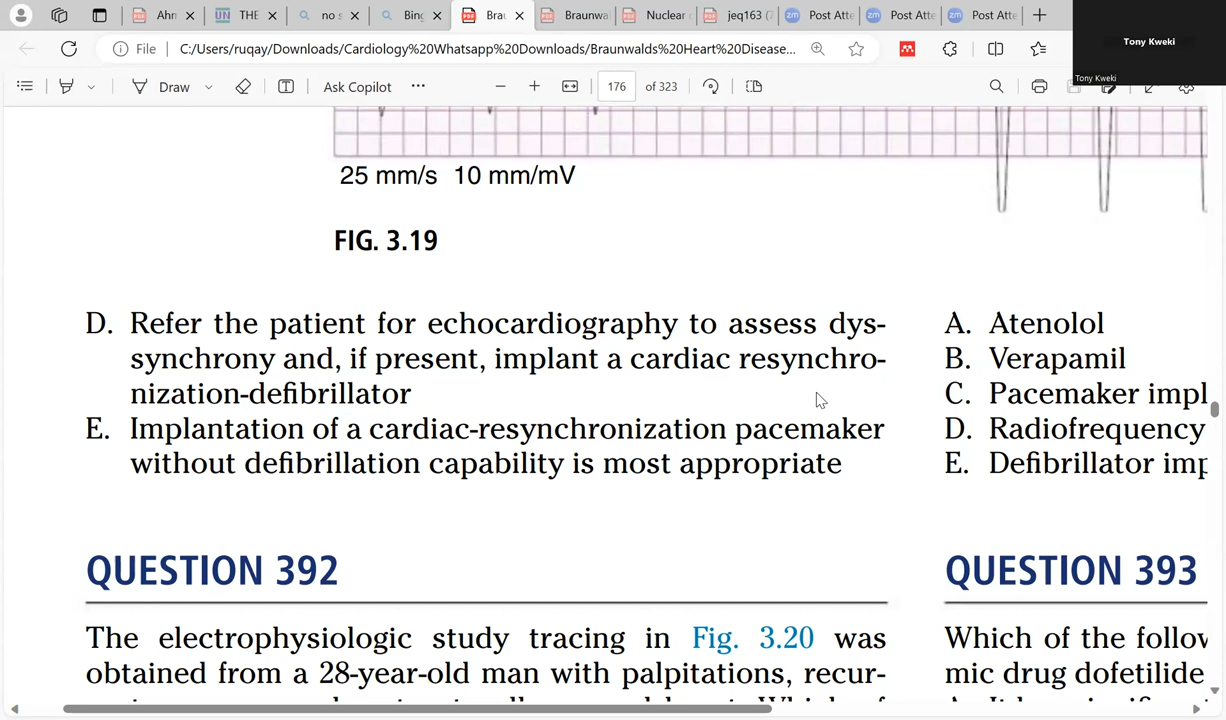 Ahn
THE
no s
Bing
Brau
Braunwa
Nuclear
jeq163 (7
Post Atte
Post Atte
Post Atte
File
C:/Users/ruqay/Downloads/Cardiology%20Whatsapp%20Downloads/Braunwalds%20Heart%20Disease...
Tony Kweki
Tony Kweki
Draw
Ask Copilot
176 of 323
25 mm/s 10 mm/mV
FIG. 3.19
D. Refer the patient for echocardiography to assess dys-
synchrony and, if present, implant a cardiac resynchro-
nization-defibrillator
E. Implantation of a cardiac-resynchronization pacemaker
without defibrillation capability is most appropriate
QUESTION 392
The electrophysiologic study tracing in Fig. 3.20 was
obtained from a 28-year-old man with palpitations, recur-
A. Atenolol
B. Verapamil
C. Pacemaker impl
D. Radiofrequency
E. Defibrillator imp
QUESTION 393
Which of the follow
mic drug dofetilide